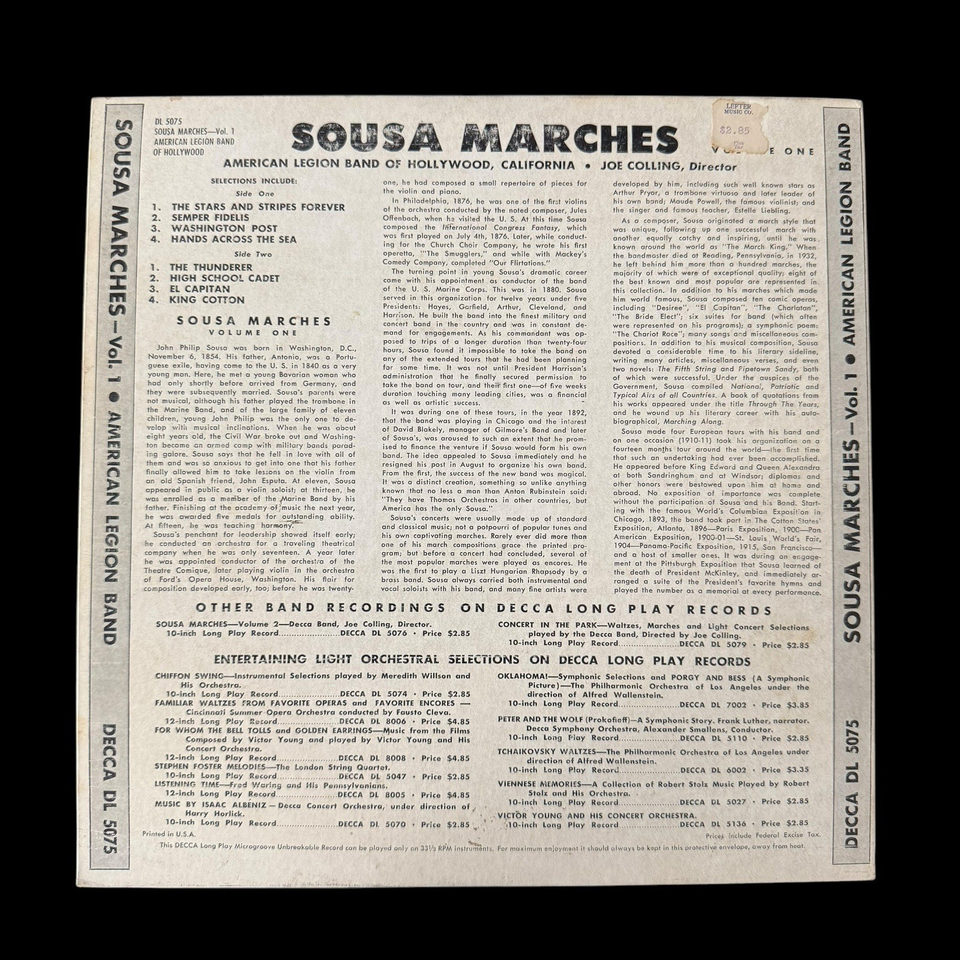 SOUSA MARCHES—Vol. 1 ● AMERICAN LEGION BAND
DECCA DL 5075
DL 5075
SOUSA MARCHES—Vol. 1
AMERICAN LEGION BAND
OF HOLLYWOOD
SOUSA MARCHES
LEFTER
MUSIC CO.
$2.85
E ONE
AMERICAN LEGION BAND OF HOLLYWOOD, CALIFORNIA • JOE COLLING, Director
SELECTIONS INCLUDE:
Side One
1. THE STARS AND STRIPES FOREVER
2. SEMPER FIDELIS
3. WASHINGTON POST
4. HANDS ACROSS THE SEA
Side Two
1. THE THUNDERER
2. HIGH SCHOOL CADET
3. EL CAPITAN
4. KING COTTON
SOUSA MARCHES
VOLUME ONE
John Philip Sousa was born in Washington, D.C.,
November 6, 1854. His father, Antonio, was a Portu-
guese exile, having come to the U.S. in 1840 as a very
young man. Here, he met a young Bavarian woman who
had only shortly before arrived from Germany, and
they were subsequently married. Sousa's parents were
not musical, although his father played the trombone in
the Marine Band, and of the large family of eleven
children, young John Philip was the only one to de-
velop with musical inclinations. When he was about
eight years old, the Civil War broke out and Washing-
ton became an armed camp with military bands parad-
ing galore. Sousa says that he fell in love with all of
them and was so anxious to get into one that his father
finally allowed him to take lessons on the violin from
an old Spanish friend, John Esputa. At eleven, Sousa
appeared in public as a violin soloist; at thirteen, he
was enrolled as a member of the Marine Band by his
father. Finishing at the academy of music the next year,
he was awarded five medals for outstanding ability.
At fifteen, he was teaching harmony.
Sousa's penchant for leadership showed itself early;
he conducted an orchestra for a traveling theatrical
company when he was only seventeen. A year later
he was appointed conductor of the orchestra of the
Theatre Comique, later playing violin in the orchestra
of Ford's Opera House, Washington. His flair for
composition developed early, too; before he was twenty-
one, he had composed a small repertoire of pieces for
the violin and piano.
In Philadelphia, 1876, he was one of the first violins
of the orchestra conducted by the noted composer, Jules
Offenbach, when he visited the U. S. At this time Sousa
composed the International Congress Fantasy, which
was first played on July 4th, 1876. Later, while conduct-
ing for the Church Choir Company, he wrote his first
operetta, "The Smugglers," and while with Mackey's
Comedy Company, completed "Our Flirtations."
The turning point in young Sousa's dramatic career
came with his appointment as conductor of the band
of the U. S. Marine Corps. This was in 1880. Sousa
served in this organization for twelve years under five
Presidents: Hayes, Garfield, Arthur, Cleveland, and
Harrison. He built the band into the finest military and
concert band in the country and was in constant de-
mand for engagements. As his commandant was op-
posed to trips of a longer duration than twenty-four
hours, Sousa found it impossible to take the band on
any of the extended tours that he had been planning
for some time. It was not until President Harrison's
administration that he finally secured permission to
take the band on tour, and their first one—of five weeks
duration touching many leading cities, was a financial
as well as artistic success.
It was during one of these tours, in the year 1892,
that the band was playing in Chicago and the interest
of David Blakely, manager of Gilmore's Band and later
of Sousa's, was aroused to such an extent that he prom-
ised to finance the venture if Sousa would form his own
band. The idea appealed to Sousa immediately and he
resigned his post in August to organize his own band.
From the first, the success of the new band was magical.
It was a distinct creation, something so unlike anything
known that no less a man than Anton Rubinstein said:
"They have Thomas Orchestra in other countries, but
America has the only Sousa."
Sousa's concerts were usually made up of standard
and classical music; not a potpourri of popular tunes and
his own captivating marches. Rarely ever did more than
one of his march compositions grace the printed pro-
gram; but before a concert had concluded, several of
the most popular marches were played as encores. He
was the first to play a Liszt Hungarian Rhapsody by a
brass band. Sousa always carried both instrumental and
vocal soloists with his band, and many fine artists were
developed by him, including such well known stars as
Arthur Pryor, a trombone virtuoso and later leader of
his own band; Maude Powell, the famous violinist; and
the singer and famous teacher, Estelle Liebling.
As a composer, Sousa originated a march style that
was unique, following up one successful march with
another equally catchy and inspiring, until he was
known around the world as "The March King." When
the bandmaster died at Reading, Pennsylvania, in 1932,
he left behind him more than a hundred marches, the
majority of which were of exceptional quality; eight of
the best known and most popular are represented in
this collection. In addition to his marches which made
him world famous, Sousa composed ten comic operas,
including "Desiree", "El Capitan", "The Charlatan",
"The Bride Elect"; six suites for band (which often
were represented on his programs); a symphonic poem:
"The Chariot Race"; many songs and miscellaneous com-
positions. In addition to his musical composition, Sousa
devoted a considerable time to his literary sideline,
writing many articles, miscellaneous verses, and even
two novels: The Fifth String and Pipetown Sandy, both
of which were successful. Under the auspices of the
Government, Sousa compiled National, Patriotic and
Typical Airs of all Countries. A book of quotations from
his works appeared under the title Through The Years,
and he wound up his literary career with his auto-
biographical, Marching Along.
Sousa made four European tours with his band and
on one occasion (1910-11) took his organization on a
fourteen months tour around the world—the first time
that such an undertaking had ever been accomplished.
He appeared before King Edward and Queen Alexandra
at both Sandringham and at Windsor; diplomas and
other honors were bestowed upon him at home and
abroad. No exposition of importance was complete
without the participation of Sousa and his Band. Start-
ing with the famous World's Columbian Exposition in
Chicago, 1893, the band took part in The Cotton States'
Exposition, Atlanta, 1896—Paris Exposition, 1900—Pan
American Exposition, 1900-01—St. Louis World's Fair,
1904—Panama-Pacific Exposition, 1915, San Francisco—
and a host of smaller ones. It was during an engage-
ment at the Pittsburgh Exposition that Sousa learned of
the death of President McKinley, and immediately ar-
ranged a suite of the President's favorite hymns and
played the number as a memorial at every performance.
OTHER BAND RECORDINGS ON DECCA LONG PLAY RECORDS
SOUSA MARCHES—Volume 2—Decca Band, Joe Colling, Director.
10-inch Long Play Record..............DECCA DL 5076 • Price $2.85
CONCERT IN THE PARK—Waltzes, Marches and Light Concert Selections
played by the Decca Band, Directed by Joe Colling.
10-inch Long Play Record..............DECCA DL 5079 • Price $2.85
ENTERTAINING LIGHT ORCHESTRAL SELECTIONS ON DECCA LONG PLAY RECORDS
CHIFFON SWING—Instrumental Selections played by Meredith Willson and
His Orchestra.
10-inch Long Play Record..............DECCA DL 5074 • Price $2.85
FAMILIAR WALTZES FROM FAVORITE OPERAS and FAVORITE ENCORES —
Cincinnati Summer Opera Orchestra conducted by Fausto Cleva.
12-inch Long Play Record..............DECCA DL 8006 • Price $4.85
FOR WHOM THE BELL TOLLS and GOLDEN EARRINGS—Music from the Films
Composed by Victor Young and played by Victor Young and His
Concert Orchestra.
12-inch Long Play Record..............DECCA DL 8008 • Price $4.85
STEPHEN FOSTER MELODIES—The London String Quartet.
10-inch Long Play Record..............DECCA DL 5047 • Price $2.85
LISTENING TIME—Fred Waring and His Pennsylvanians.
12-inch Long Play Record..............DECCA DL 8005 • Price $4.85
MUSIC BY ISAAC ALBENIZ—Decca Concert Orchestra, under direction of
Harry Horlick.
10-inch Long Play Record..............DECCA DL 5070 • Price $2.85
OKLAHOMA!—Symphonic Selections and PORGY AND BESS (A Symphonic
Picture)—The Philharmonic Orchestra of Los Angeles under the
direction of Alfred Wallenstein.
10-inch Long Play Record..............DECCA DL 7002 • Price $3.85
PETER AND THE WOLF (Prokofieff)—A Symphonic Story. Frank Luther, narrator.
Decca Symphony Orchestra, Alexander Smallens, Conductor.
10-inch Long Play Record..............DECCA DL 5110 • Price $2.85
TCHAIKOVSKY WALTZES—The Philharmonic Orchestra of Los Angeles under
direction of Alfred Wallenstein.
10-inch Long Play Record..............DECCA DL 6002 • Price $3.35
VIENNESE MEMORIES—A Collection of Robert Stolz Music Played by Robert
Stolz and His Orchestra.
10-inch Long Play Record..............DECCA DL 5027 • Price $2.85
VICTOR YOUNG AND HIS CONCERT ORCHESTRA.
10-inch Long Play Record..............DECCA DL 5136 • Price $2.85
Printed in U.S.A.
Prices Include Federal Excise Tax.
This DECCA Long Play Microgroove Unbreakable Record can be played only on 33⅓ RPM instruments. For maximum enjoyment it should always be kept in this protective envelope, away from heat.
DECCA DL 5075
SOUSA MARCHES—Vol. 1 ● AMERICAN LEGION BAND